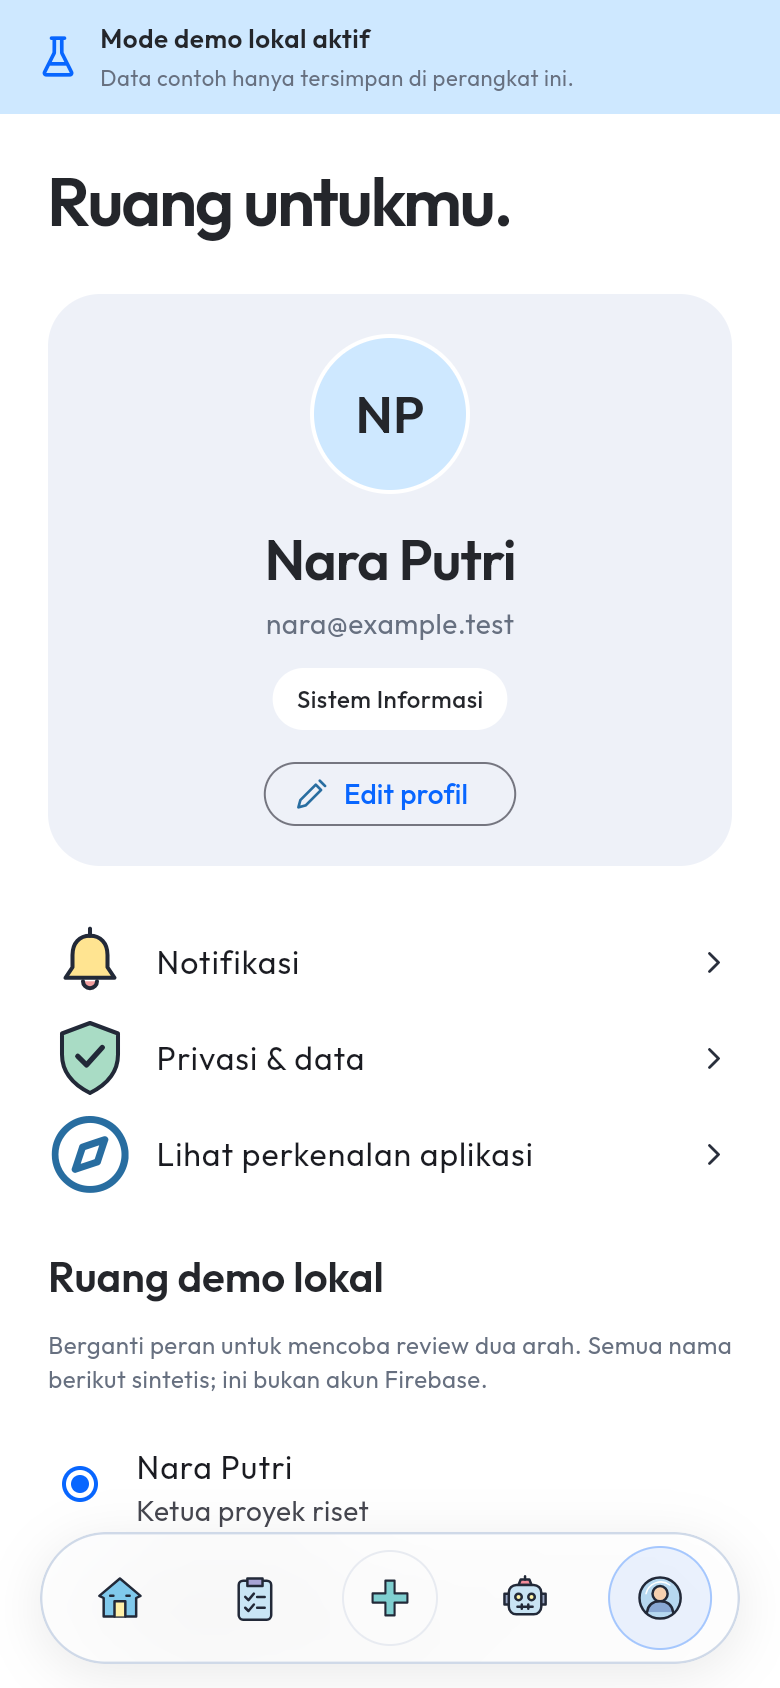 Mode demo lokal aktif
Data contoh hanya tersimpan di perangkat ini.
Ruang untukmu.
NP
Nara Putri
nara@example.test
Sistem Informasi
Edit profil
Notifikasi
Privasi & data
Lihat perkenalan aplikasi
Ruang demo lokal
Berganti peran untuk mencoba review dua arah. Semua nama
berikut sintetis; ini bukan akun Firebase.
Nara Putri
Ketua proyek riset